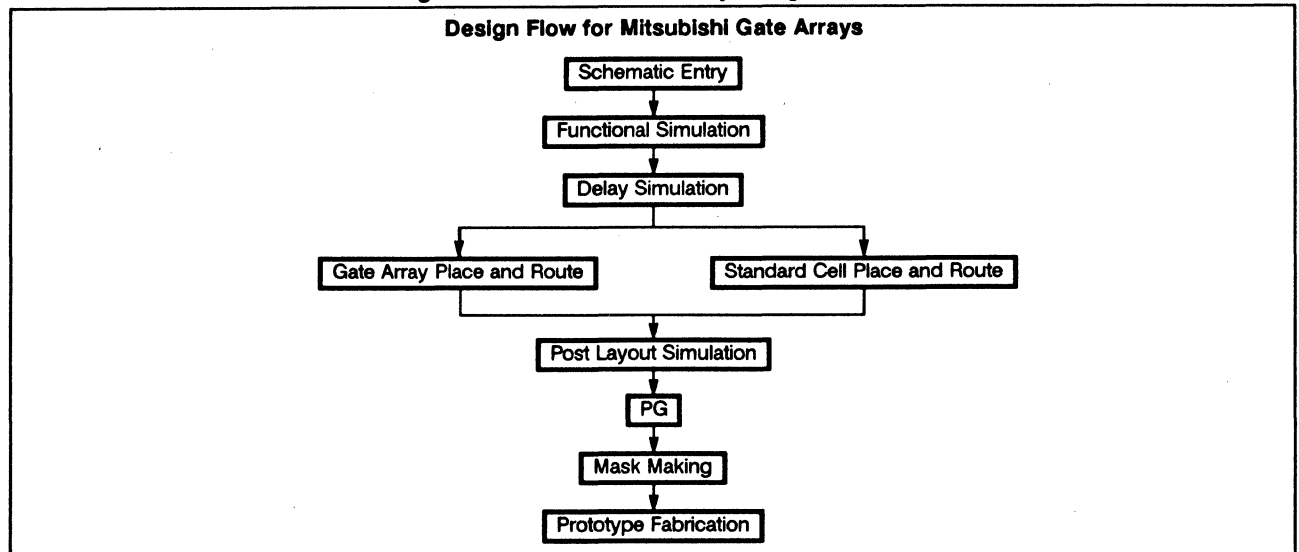 Design Flow for Mitsubishi Gate Arrays
Schematic Entry
Functional Simulation
Delay Simulation
Gate Array Place and Route
Standard Cell Place and Route
Post Layout Simulation
PG
Mask Making
Prototype Fabrication